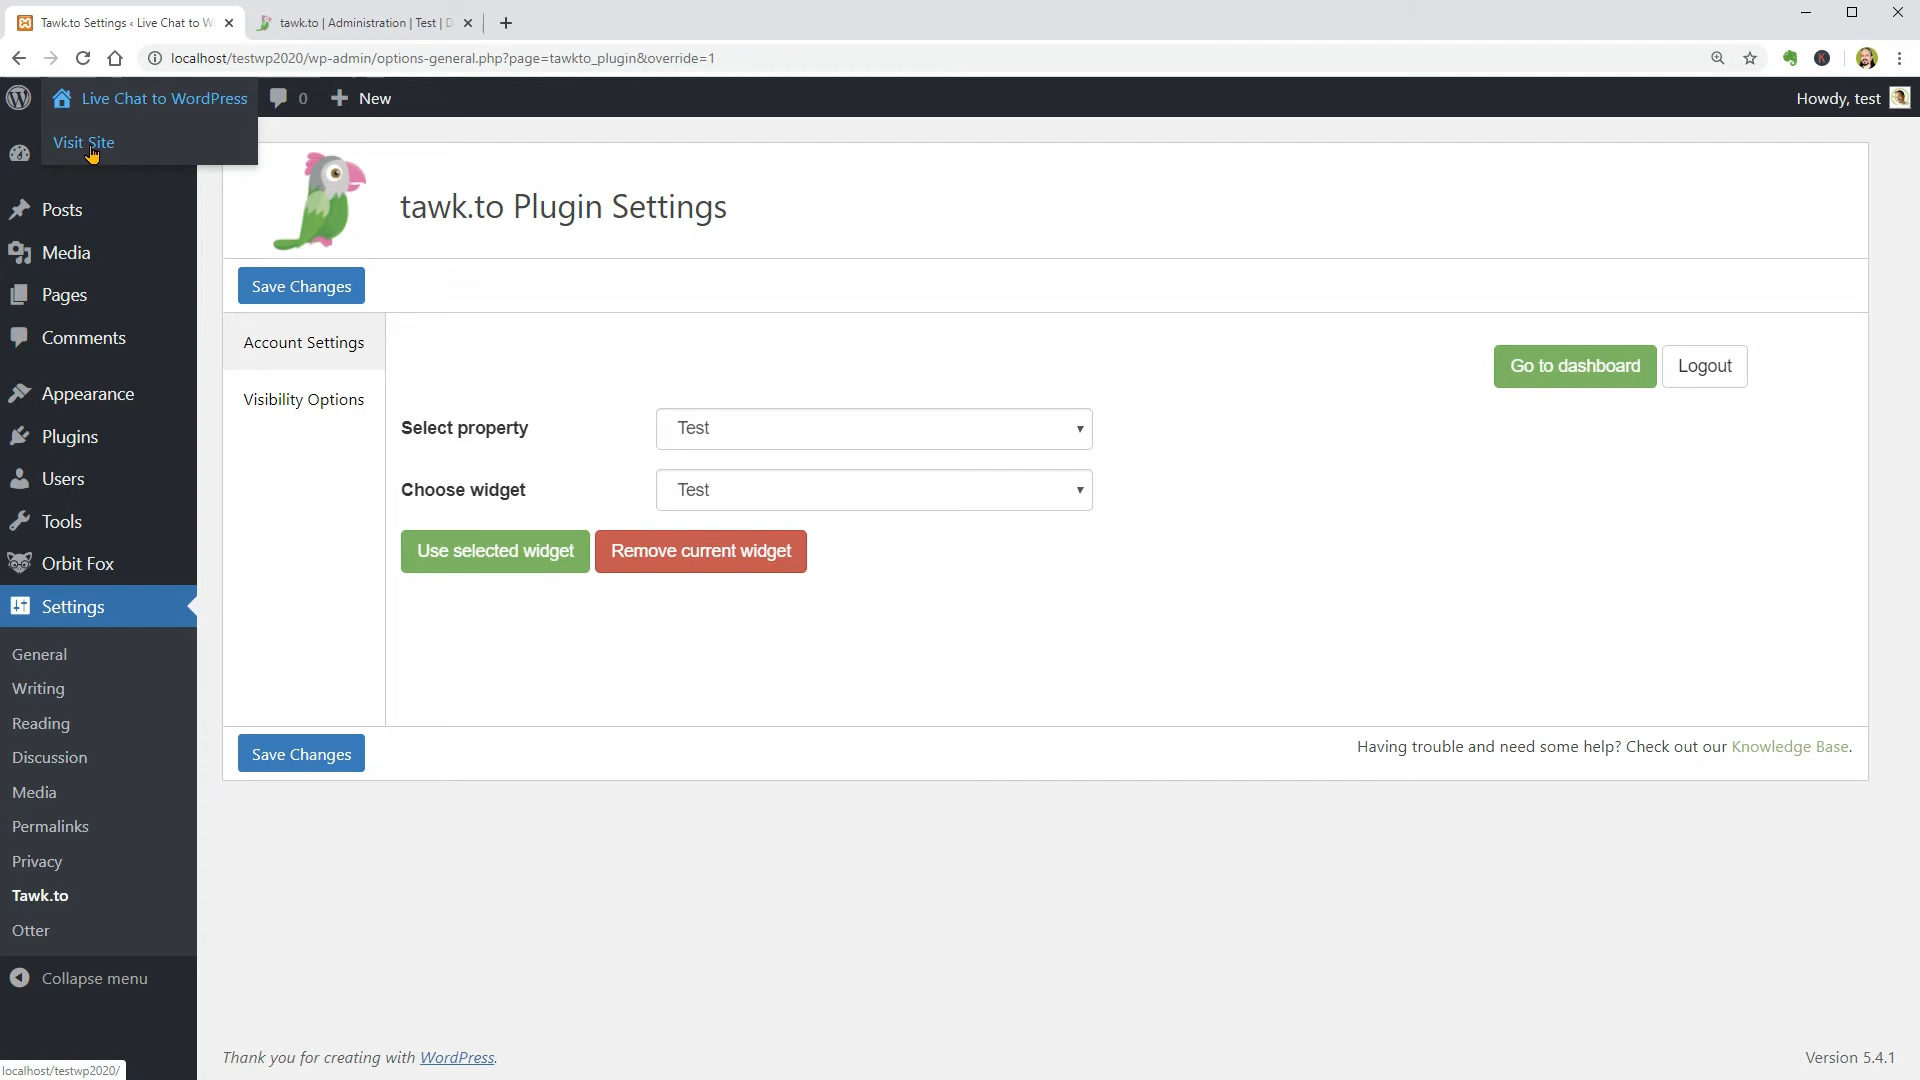 Tawk.to Settings ‹ Live Chat to W
tawk.to | Administration | Test | D
localhost/testwp2020/wp-admin/options-general.php?page=tawkto_plugin&override=1
Live Chat to WordPress
0
New
Howdy, test
Visit Site
tawk.to Plugin Settings
Posts
Media
Pages
Comments
Appearance
Plugins
Users
Tools
Orbit Fox
Settings
General
Writing
Reading
Discussion
Media
Permalinks
Privacy
Tawk.to
Otter
Collapse menu
Save Changes
Account Settings
Visibility Options
Go to dashboard
Logout
Select property
Test
Choose widget
Test
Use selected widget
Remove current widget
Save Changes
Having trouble and need some help? Check out our Knowledge Base.
Thank you for creating with WordPress.
Version 5.4.1
localhost/testwp2020/